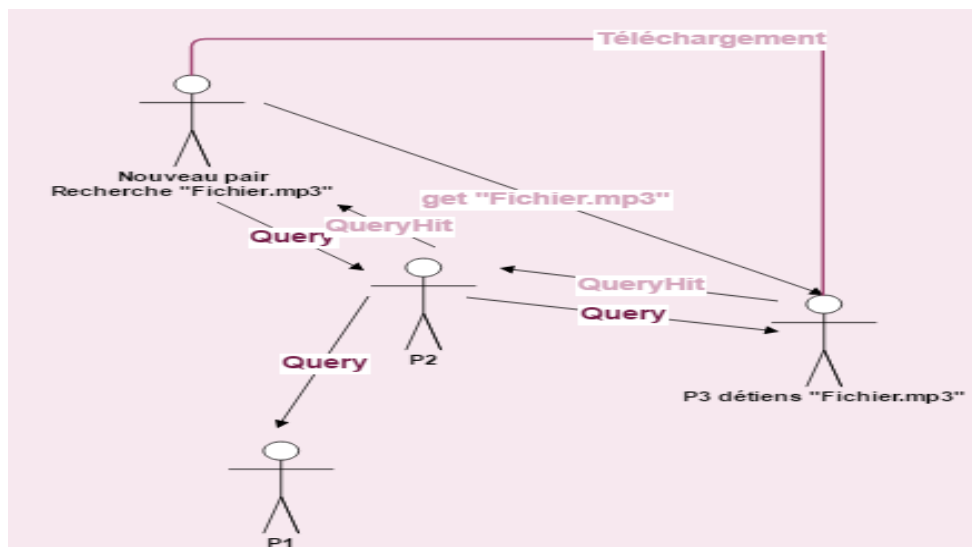 Téléchargement
Nouveau pair
Recherche "Fichier.mp3"
get "Fichier.mp3"
QueryHit
Query
QueryHit
Query
Query
P2
P3 détiens "Fichier.mp3"
P1